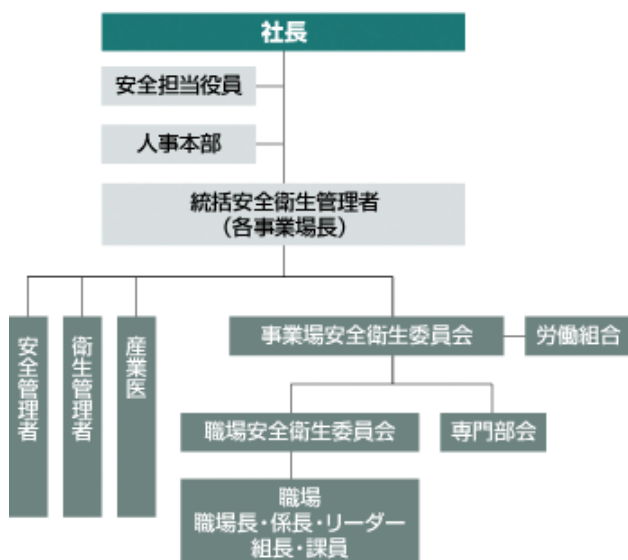 社長
安全担当役員
人事本部
統括安全衛生管理者
（各事業場長）
安全管理者
衛生管理者
産業医
事業場安全衛生委員会
労働組合
職場安全衛生委員会
専門部会
職場
職場長・係長・リーダー
組長・課員